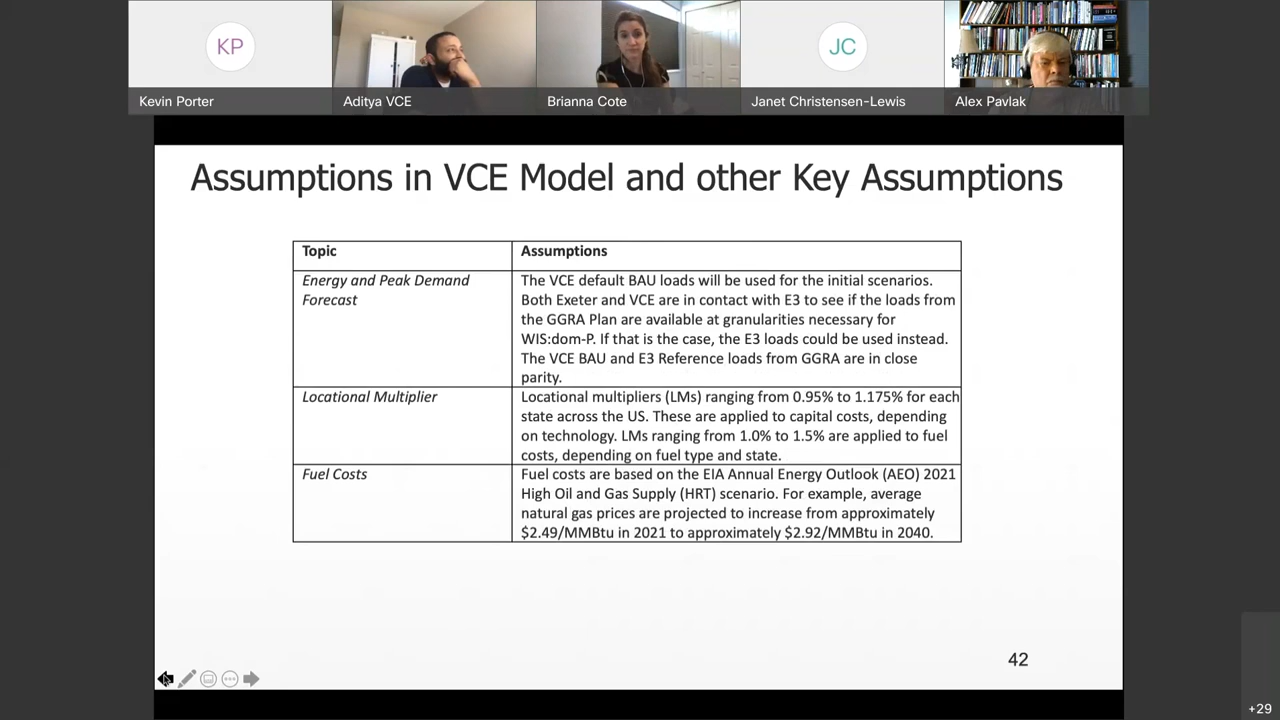 KP
JC
Kevin Porter
Aditya VCE
Brianna Cote
Janet Christensen-Lewis
Alex Pavlak
Assumptions in VCE Model and other Key Assumptions
Topic
Assumptions
Energy and Peak Demand
Forecast
The VCE default BAU loads will be used for the initial scenarios.
Both Exeter and VCE are in contact with E3 to see if the loads from
the GGRA Plan are available at granularities necessary for
WIS:dom-P. If that is the case, the E3 loads could be used instead.
The VCE BAU and E3 Reference loads from GGRA are in close
parity.
Locational Multiplier
Locational multipliers (LMs) ranging from 0.95% to 1.175% for each
state across the US. These are applied to capital costs, depending
on technology. LMs ranging from 1.0% to 1.5% are applied to fuel
costs, depending on fuel type and state.
Fuel Costs
Fuel costs are based on the EIA Annual Energy Outlook (AEO) 2021
High Oil and Gas Supply (HRT) scenario. For example, average
natural gas prices are projected to increase from approximately
$2.49/MMBtu in 2021 to approximately $2.92/MMBtu in 2040.
42
+29